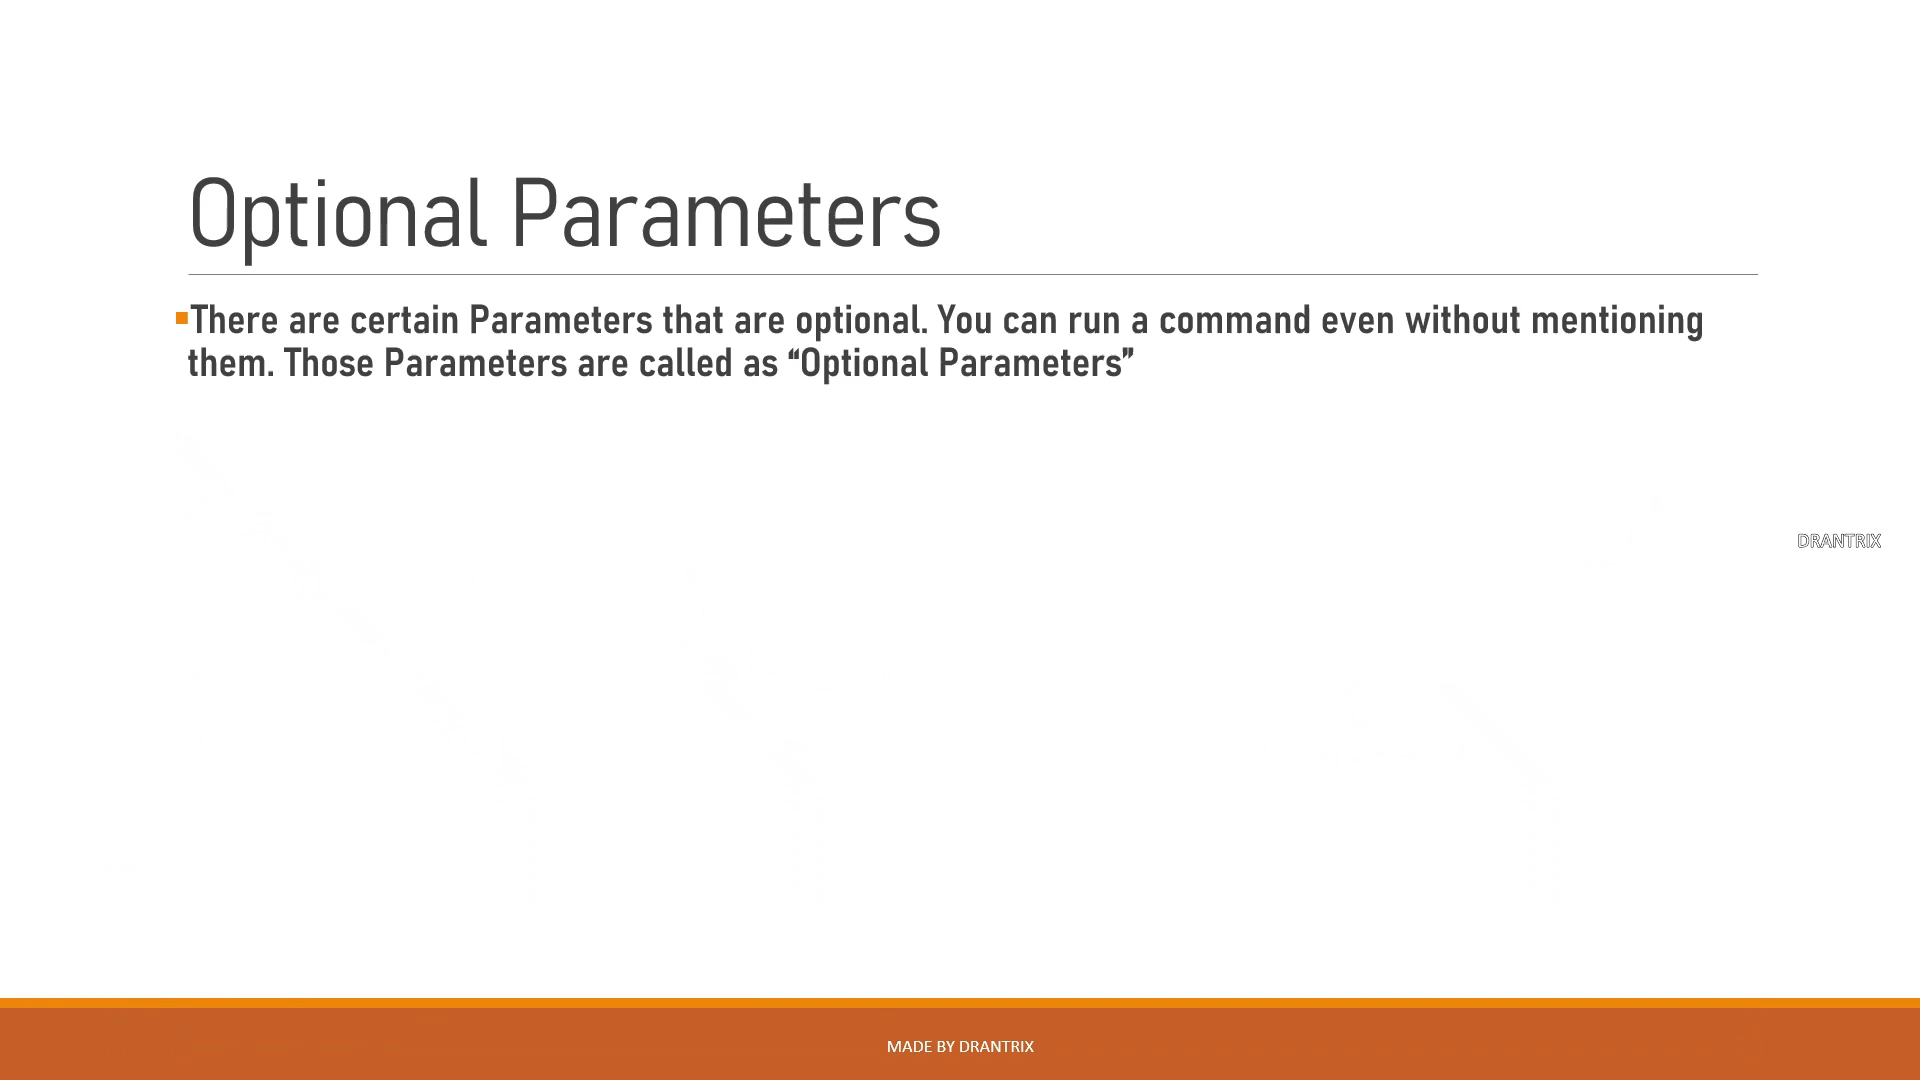 Optional Parameters
▪There are certain Parameters that are optional. You can run a command even without mentioning
them. Those Parameters are called as “Optional Parameters”
DRANTRIX
MADE BY DRANTRIX